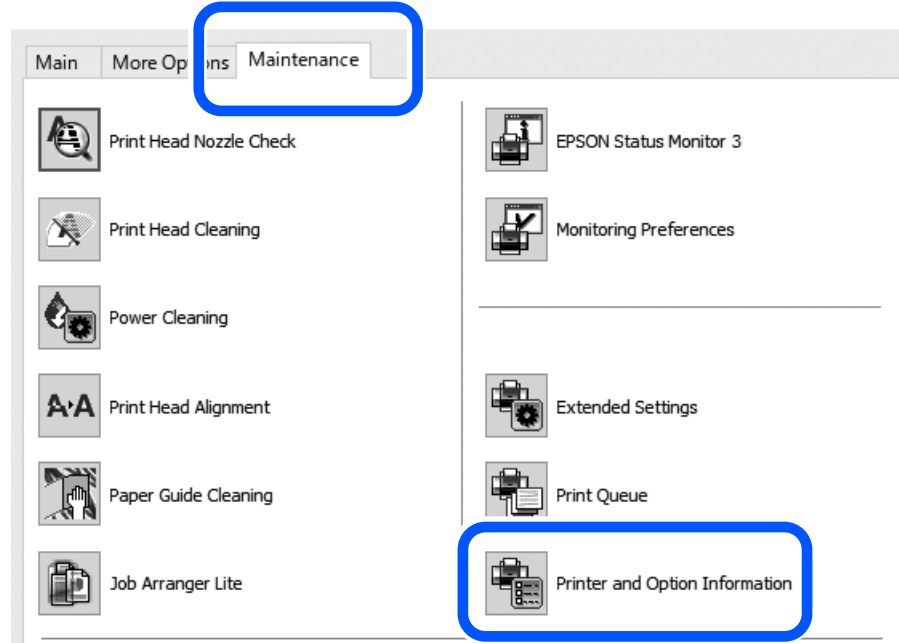 Main
More Options
Maintenance
Print Head Nozzle Check
Print Head Cleaning
Power Cleaning
A A Print Head Alignment
Paper Guide Cleaning
Job Arranger Lite
EPSON Status Monitor 3
Monitoring Preferences
Extended Settings
Print Queue
Printer and Option Information